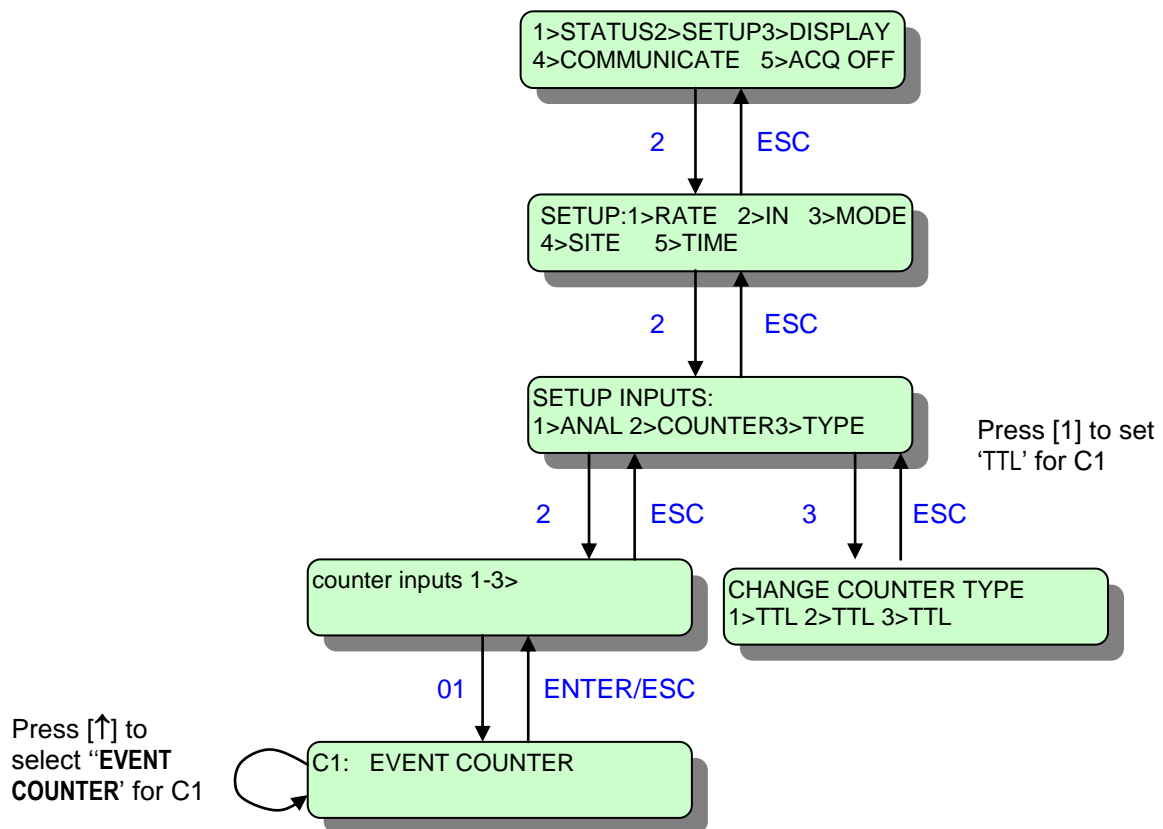 1>STATUS2>SETUP3>DISPLAY
4>COMMUNICATE 5>ACQ OFF
2 ESC
SETUP:1>RATE 2>IN 3>MODE
4>SITE 5>TIME
2 ESC
SETUP INPUTS:
1>ANAL 2>COUNTER3>TYPE
Press [1] to set
‘TTL’ for C1
2 ESC 3 ESC
counter inputs 1-3>
CHANGE COUNTER TYPE
1>TTL 2>TTL 3>TTL
01 ENTER/ESC
Press [↑] to
select “EVENT
COUNTER’ for C1
C1: EVENT COUNTER